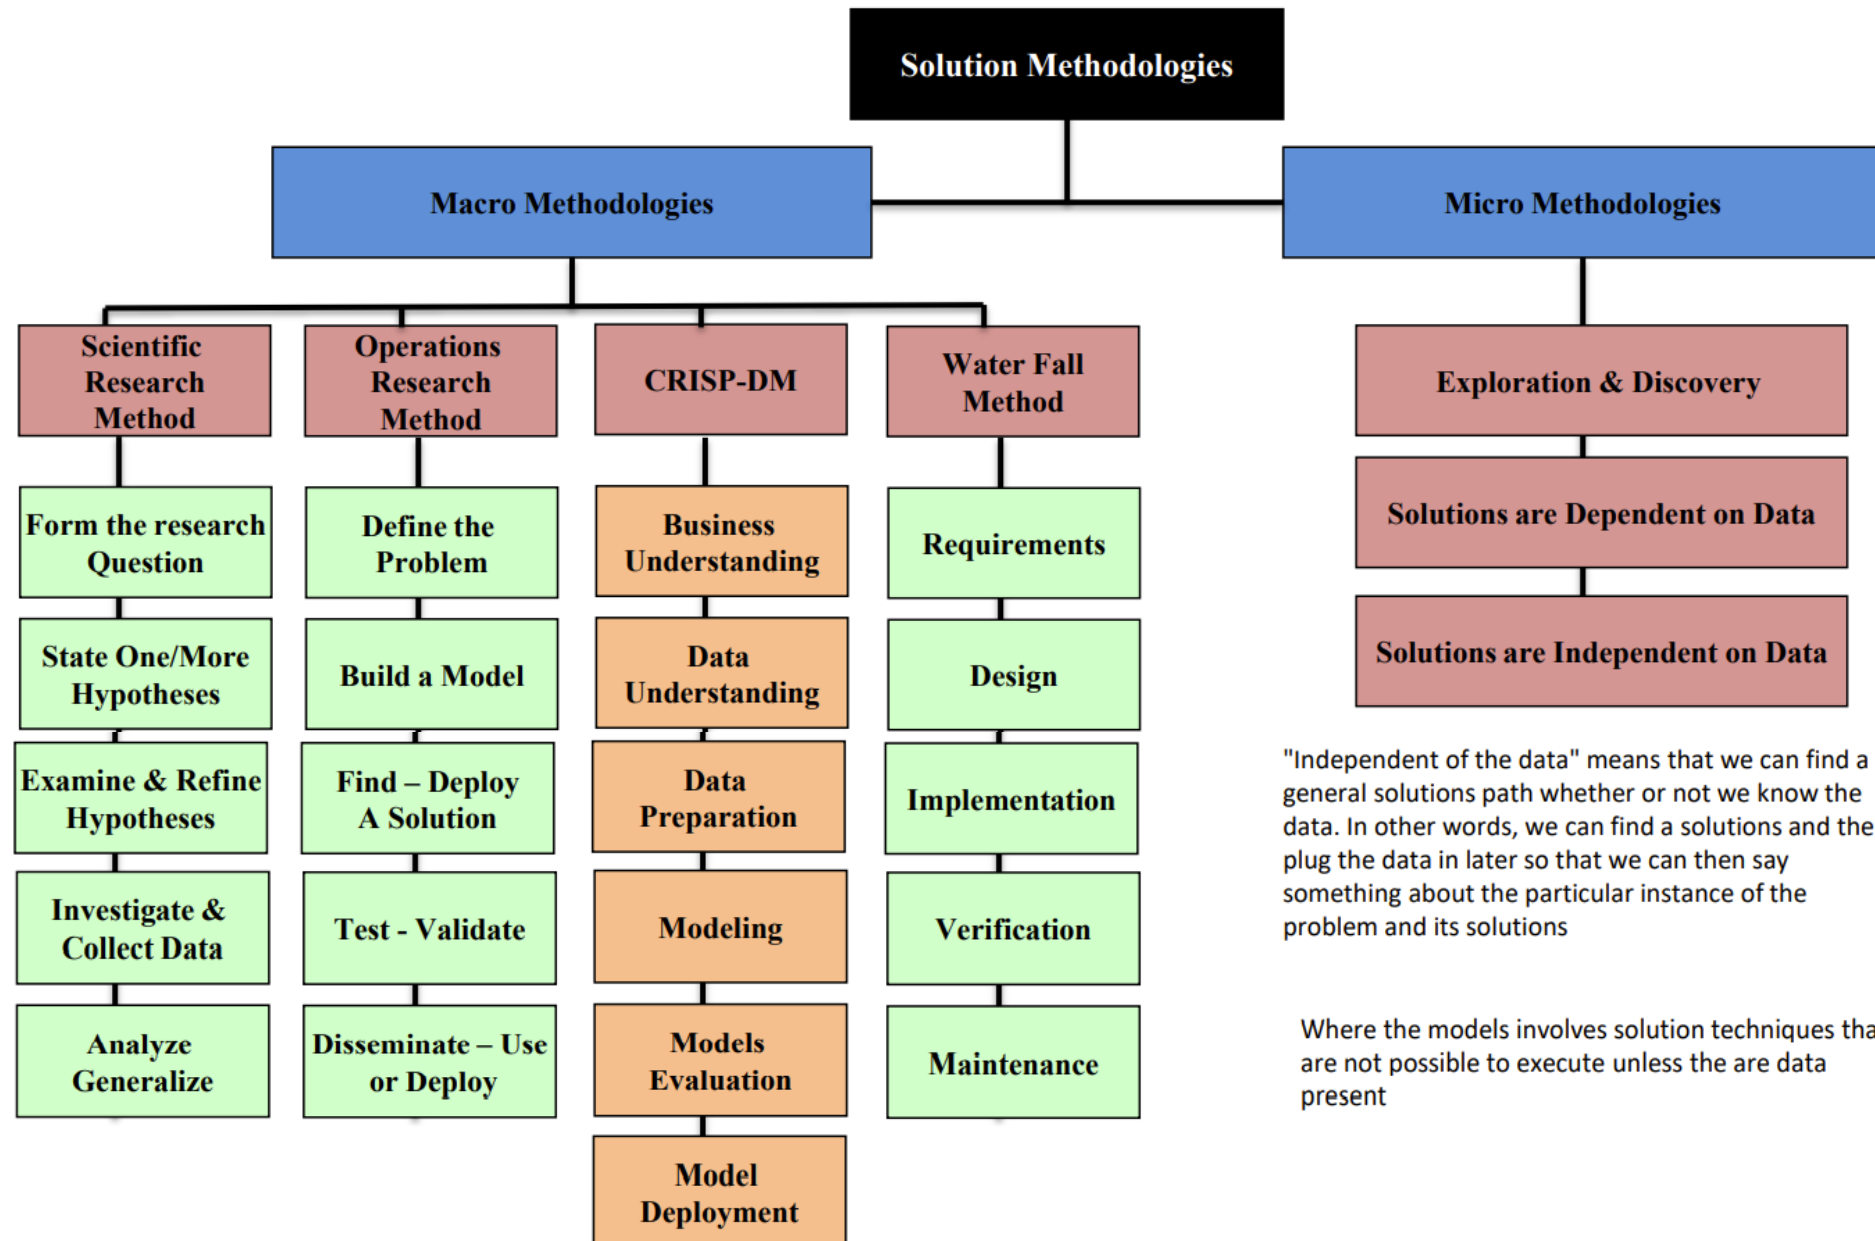 Solution Methodologies
Macro Methodologies
Micro Methodologies
Scientific
Research
Method
Form the research
Question
State One/More
Hypotheses
Examine & Refine
Hypotheses
Investigate &
Collect Data
Analyze
Generalize
Operations
Research
Method
Define the
Problem
Build a Model
Find – Deploy
A Solution
Test - Validate
Disseminate – Use
or Deploy
CRISP-DM
Business
Understanding
Data
Understanding
Data
Preparation
Modeling
Models
Evaluation
Model
Deployment
Water Fall
Method
Requirements
Design
Implementation
Verification
Maintenance
Exploration & Discovery
Solutions are Dependent on Data
Solutions are Independent on Data
"Independent of the data" means that we can find a
general solutions path whether or not we know the
data. In other words, we can find a solutions and the
plug the data in later so that we can then say
something about the particular instance of the
problem and its solutions
Where the models involves solution techniques tha
are not possible to execute unless the are data
present